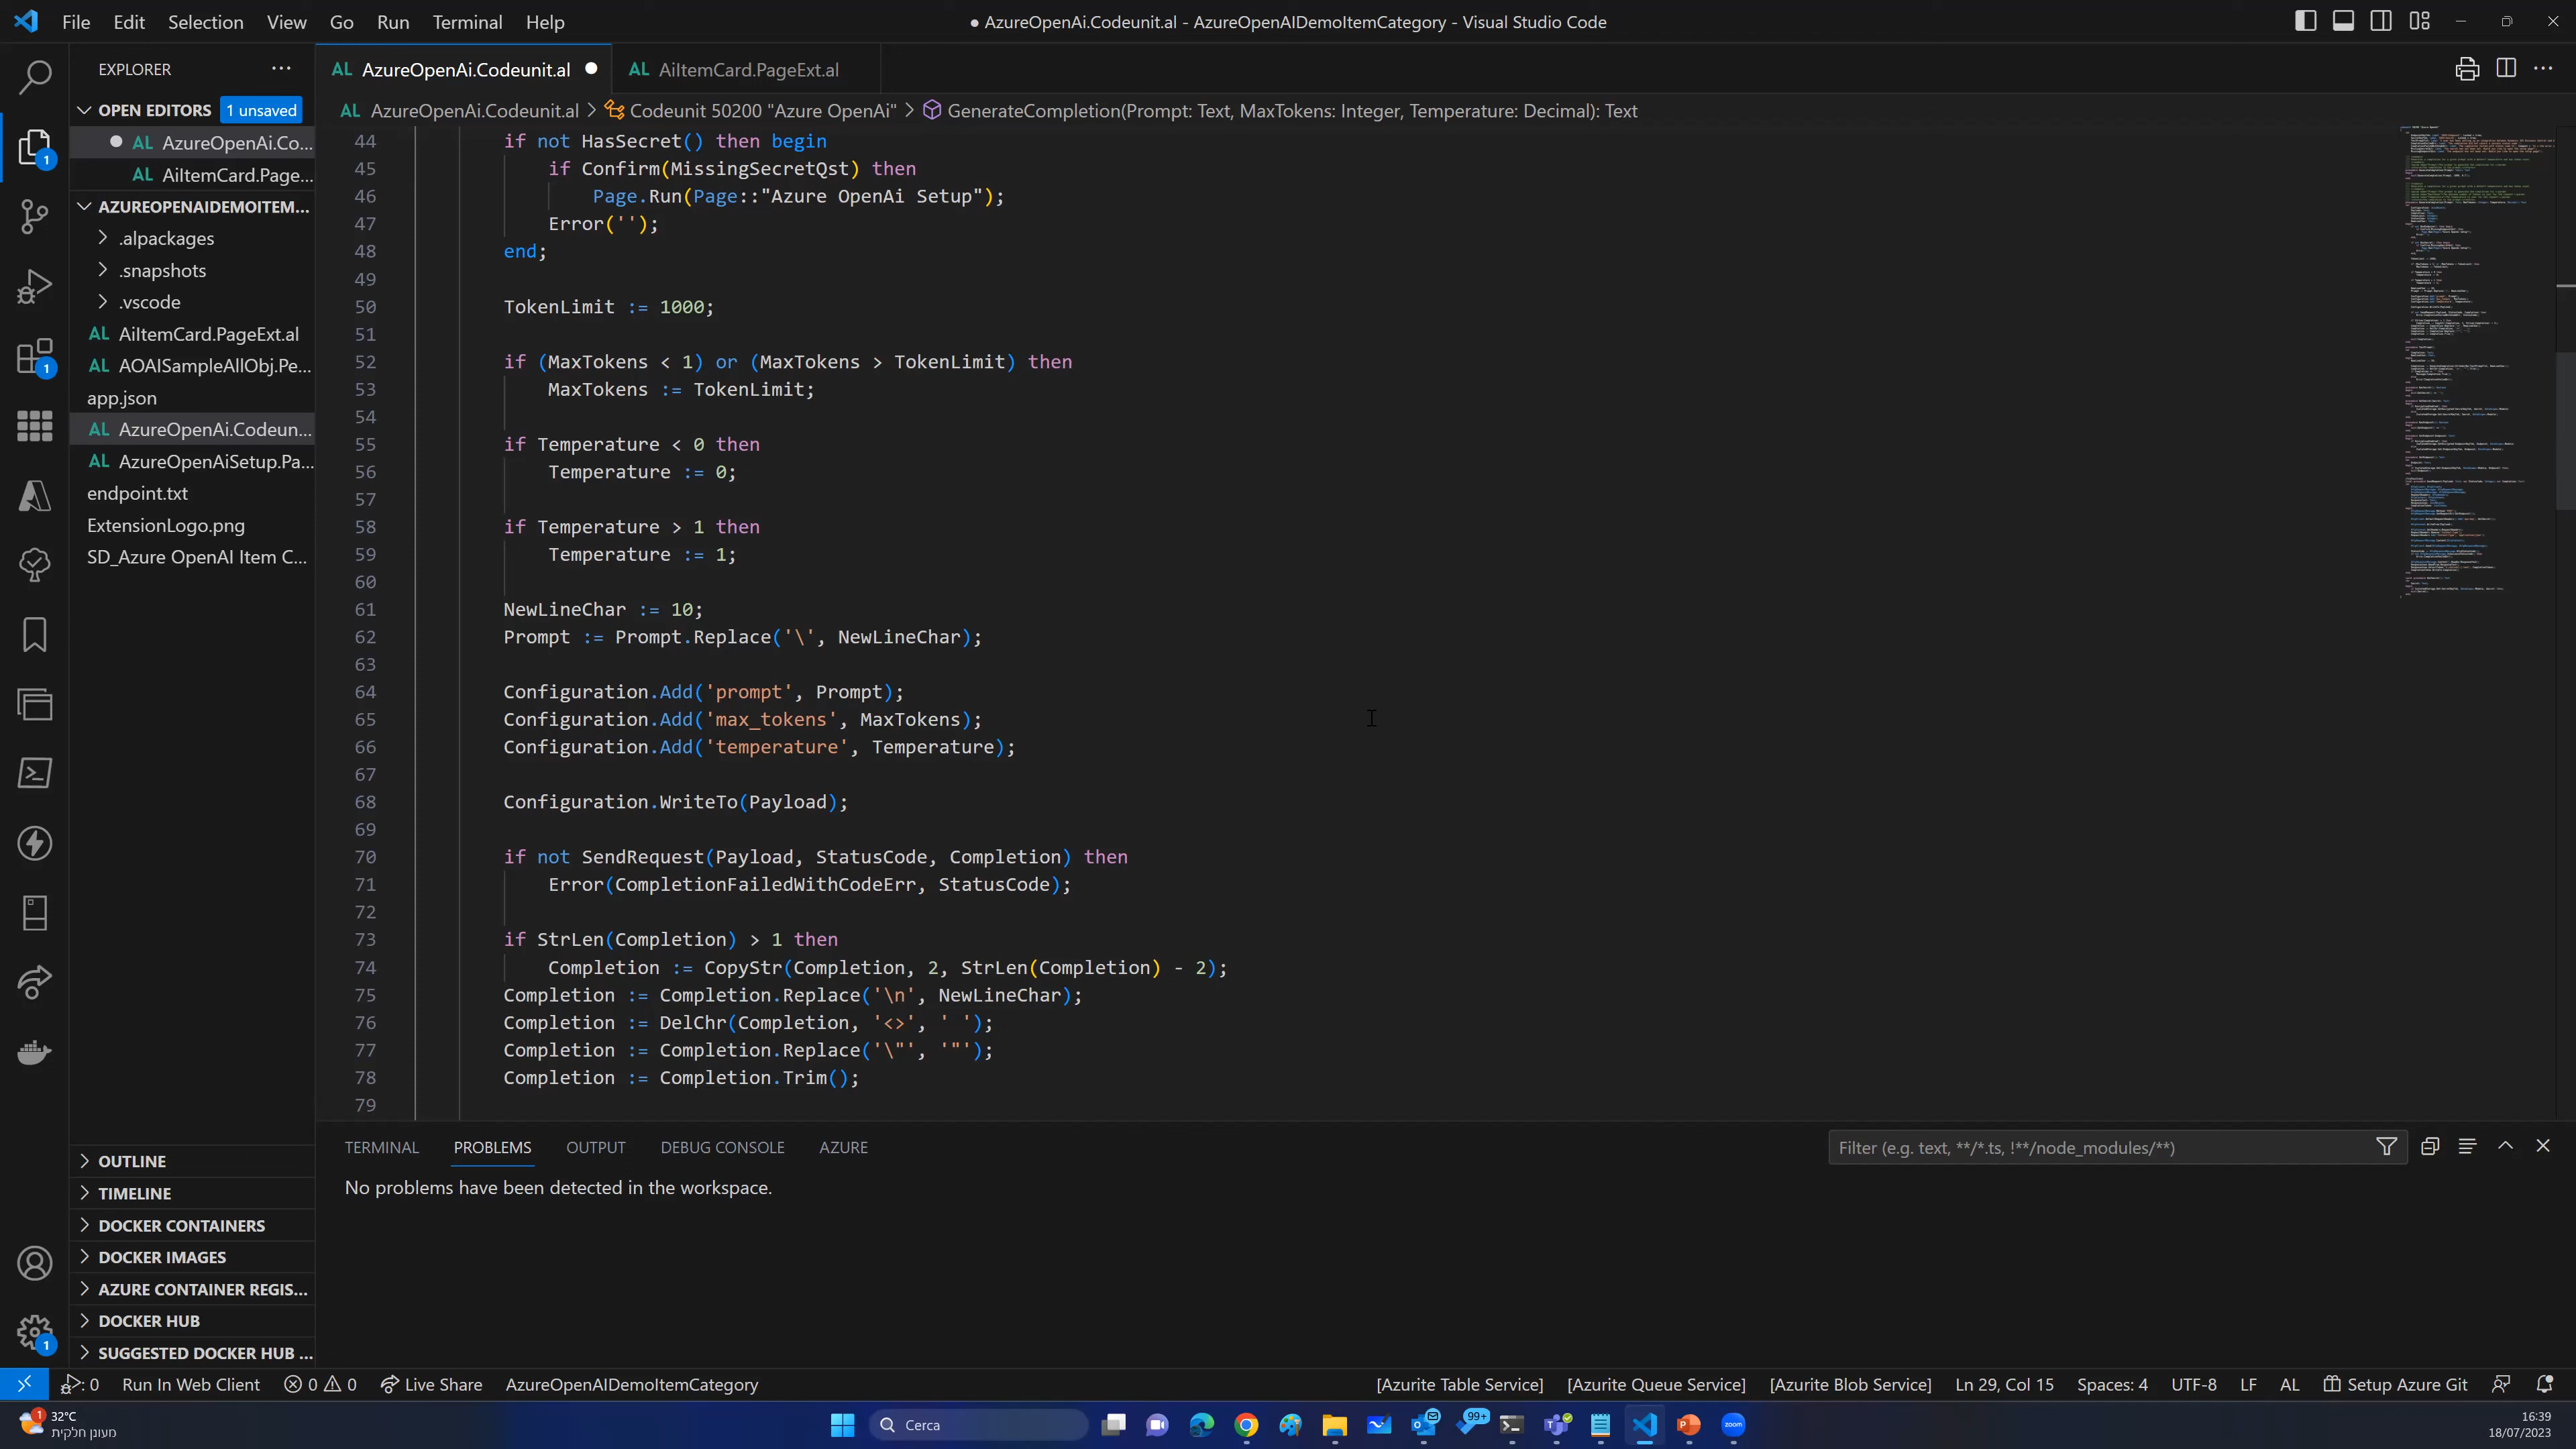 File Edit Selection View Go Run Terminal Help
● AzureOpenAi.Codeunit.al - AzureOpenAIDemoItemCategory - Visual Studio Code
EXPLORER
OPEN EDITORS 1 unsaved
AL AzureOpenAi.Co...
AL AiItemCard.Page...
AZUREOPENAIDEMOITEM...
.alpackages
.snapshots
.vscode
AL AiItemCard.PageExt.al
AL AOAISampleAllObj.Pe...
app.json
AL AzureOpenAi.Codeun...
AL AzureOpenAiSetup.Pa...
endpoint.txt
ExtensionLogo.png
SD_Azure OpenAI Item C...
OUTLINE
TIMELINE
DOCKER CONTAINERS
DOCKER IMAGES
AZURE CONTAINER REGIS...
DOCKER HUB
SUGGESTED DOCKER HUB ...
1
1
1
AL AzureOpenAi.Codeunit.al ●
AL AiItemCard.PageExt.al
AL AzureOpenAi.Codeunit.al > Codeunit 50200 "Azure OpenAi" > GenerateCompletion(Prompt: Text, MaxTokens: Integer, Temperature: Decimal): Text
44 if not HasSecret() then begin
45 if Confirm(MissingSecretQst) then
46 Page.Run(Page::"Azure OpenAi Setup");
47 Error('');
48 end;
49
50 TokenLimit := 1000;
51
52 if (MaxTokens < 1) or (MaxTokens > TokenLimit) then
53 MaxTokens := TokenLimit;
54
55 if Temperature < 0 then
56 Temperature := 0;
57
58 if Temperature > 1 then
59 Temperature := 1;
60
61 NewLineChar := 10;
62 Prompt := Prompt.Replace('\', NewLineChar);
63
64 Configuration.Add('prompt', Prompt);
65 Configuration.Add('max_tokens', MaxTokens);
66 Configuration.Add('temperature', Temperature);
67
68 Configuration.WriteTo(Payload);
69
70 if not SendRequest(Payload, StatusCode, Completion) then
71 Error(CompletionFailedWithCodeErr, StatusCode);
72
73 if StrLen(Completion) > 1 then
74 Completion := CopyStr(Completion, 2, StrLen(Completion) - 2);
75 Completion := Completion.Replace('\n', NewLineChar);
76 Completion := DelChr(Completion, '<>', ' ');
77 Completion := Completion.Replace('\"', '"');
78 Completion := Completion.Trim();
79
TERMINAL PROBLEMS OUTPUT DEBUG CONSOLE AZURE
Filter (e.g. text, **/*.ts, !**/node_modules/**)
No problems have been detected in the workspace.
0 Run In Web Client 0 0 Live Share AzureOpenAIDemoItemCategory
[Azurite Table Service] [Azurite Queue Service] [Azurite Blob Service] Ln 29, Col 15 Spaces: 4 UTF-8 LF AL Setup Azure Git
1 32°C
מעונן חלקית
Cerca
99+
16:39
18/07/2023